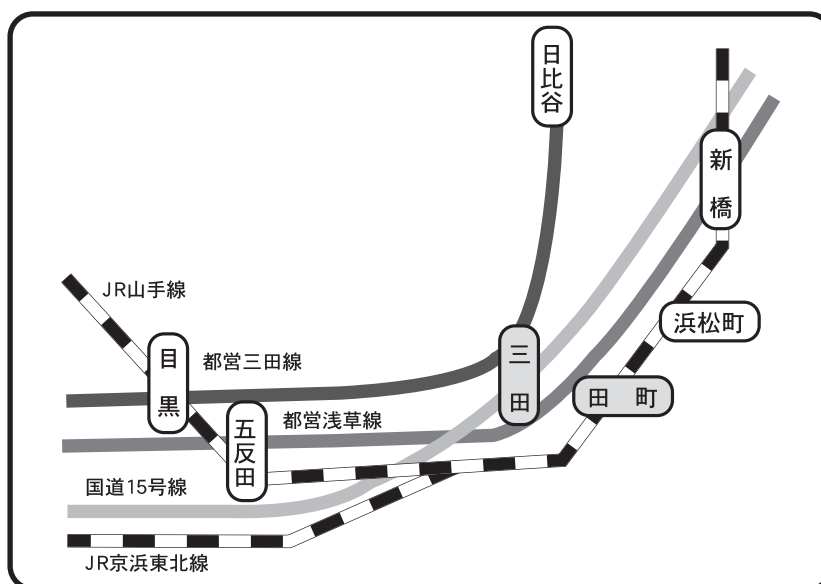 日比谷
新橋
JR山手線
浜松町
目黒
都営三田線
三田
田町
五反田
都営浅草線
国道15号線
JR京浜東北線